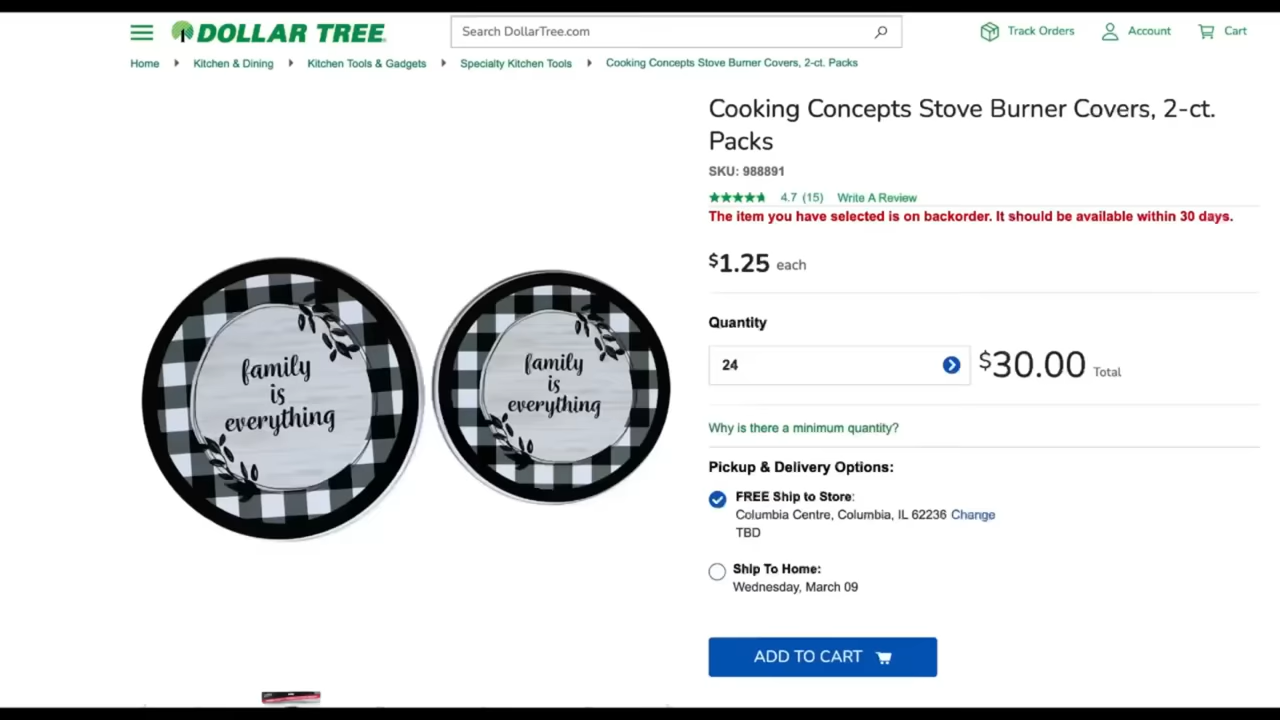 DOLLAR TREE
Search DollarTree.com
Track Orders
Account
Cart
Home
Kitchen & Dining
Kitchen Tools & Gadgets
Specialty Kitchen Tools
Cooking Concepts Stove Burner Covers, 2-ct. Packs
Cooking Concepts Stove Burner Covers, 2-ct.
Packs
SKU: 988891
4.7 (15) Write A Review
The item you have selected is on backorder. It should be available within 30 days.
$1.25 each
Quantity
24
$30.00 Total
Why is there a minimum quantity?
Pickup & Delivery Options:
FREE Ship to Store:
Columbia Centre, Columbia, IL 62236 Change
TBD
Ship To Home:
Wednesday, March 09
ADD TO CART
family
is
everything
family
is
everything